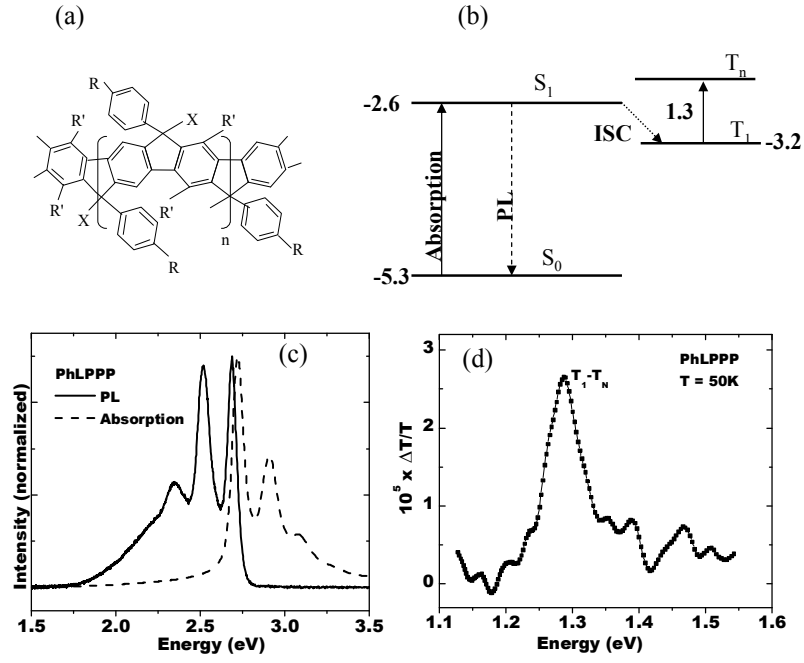 (a)
R
X
R'
R'
R'
X
n
R
R
(b)
S1
Tn
-2.6
1.3
ISC
T1
-3.2
Absorption
PL
S0
-5.3
(c)
PhLPPP
PL
Absorption
Intensity (normalized)
1.5 2.0 2.5 3.0 3.5
Energy (eV)
(d)
PhLPPP
T = 50K
T1-TN
3
2
1
0
10^5 x ΔT/T
1.1 1.2 1.3 1.4 1.5 1.6
Energy (eV)